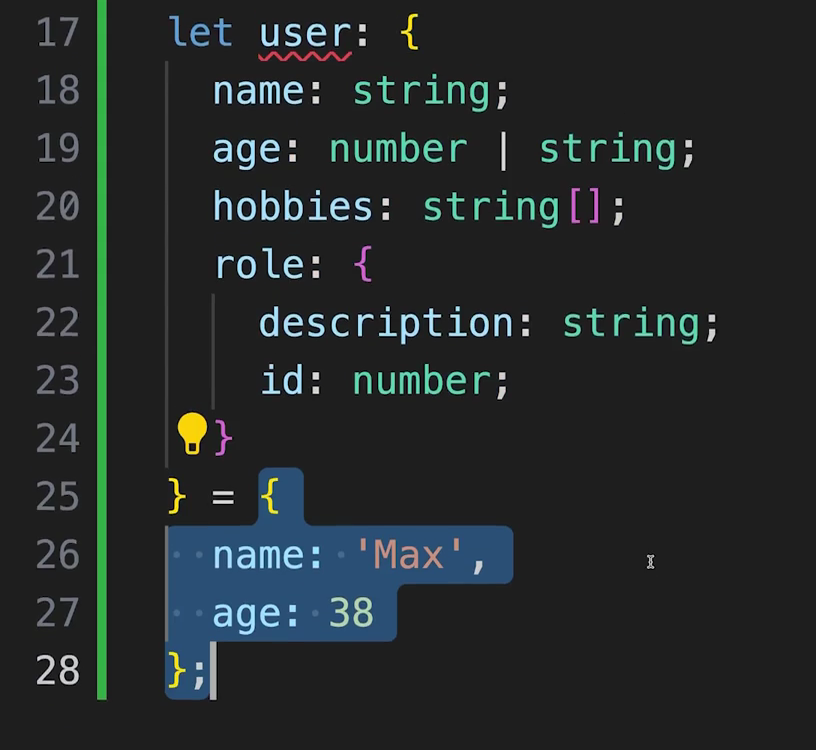 17 let user: {
18 name: string;
19 age: number | string;
20 hobbies: string[];
21 role: {
22 description: string;
23 id: number;
24 }
25 } = {
26 name: 'Max',
27 age: 38
28 };